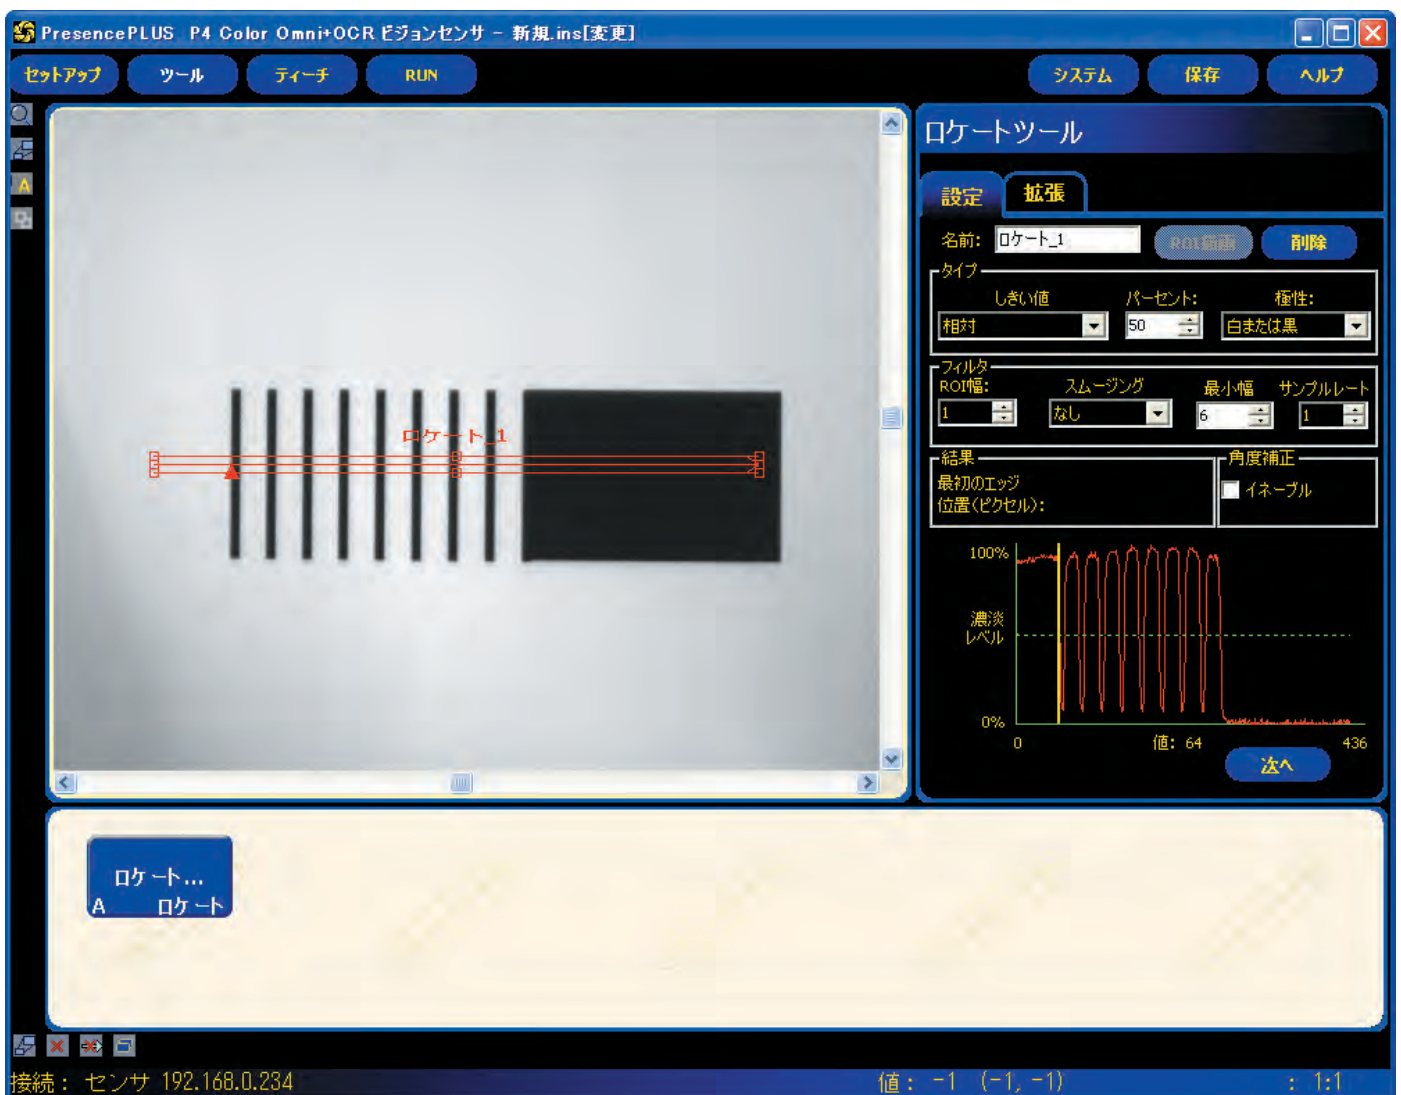 PresencePLUS P4 Color Omni+OCR ビジョンセンサ - 新規.ins[変更]
セットアップ ツール ティーチ RUN システム 保存 ヘルプ
A
ロケートツール
設定 拡張
名前: ロケート_1 ROI描画 削除
タイプ
しきい値 パーセント: 極性:
相対 50 白または黒
フィルタ
ROI幅: スムージング 最小幅 サンプルレート
1 なし 6 1
結果 角度補正
最初のエッジ
位置(ピクセル): イネーブル
ロケート_1
100%
濃淡
レベル
0%
0 値: 64 436
次へ
ロケート...
A ロケート
接続: センサ 192.168.0.234 値: -1 (-1, -1) : 1:1